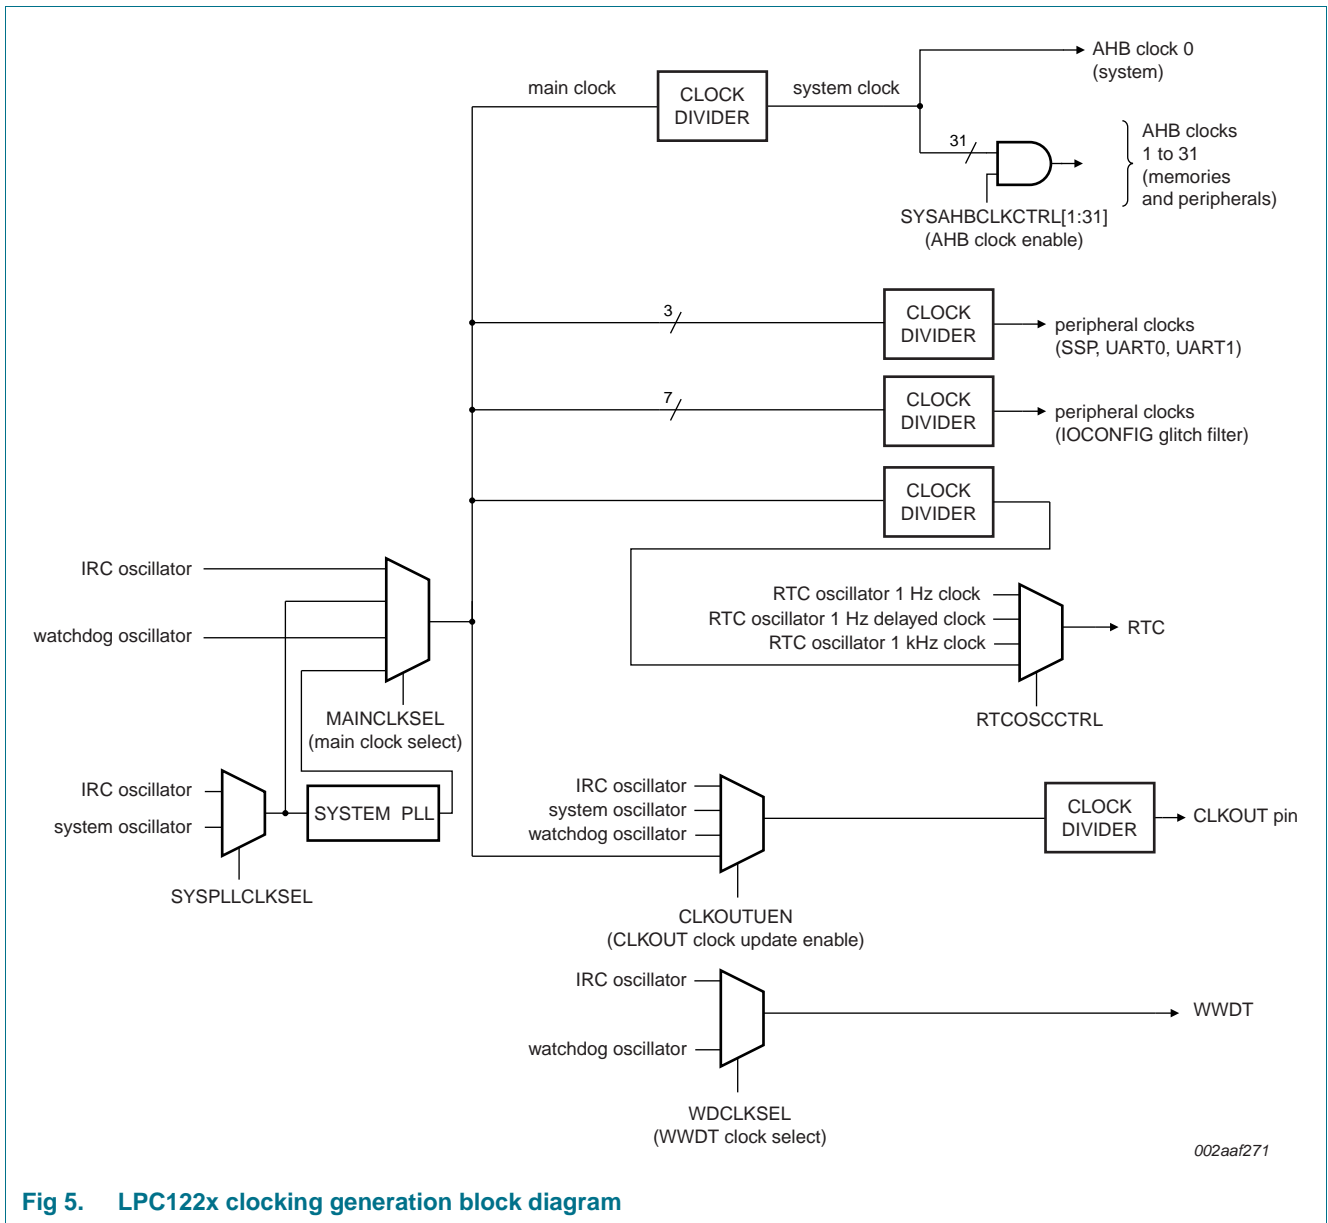 AHB clock 0
(system)
main clock
CLOCK
DIVIDER
system clock
31
AHB clocks
1 to 31
(memories
and peripherals)
SYSAHBCLKCTRL[1:31]
(AHB clock enable)
3
CLOCK
DIVIDER
peripheral clocks
(SSP, UART0, UART1)
7
CLOCK
DIVIDER
peripheral clocks
(IOCONFIG glitch filter)
CLOCK
DIVIDER
IRC oscillator
watchdog oscillator
MAINCLKSEL
(main clock select)
RTC oscillator 1 Hz clock
RTC oscillator 1 Hz delayed clock
RTC oscillator 1 kHz clock
RTC
RTCOSCCTRL
IRC oscillator
system oscillator
SYSTEM PLL
SYSPLLCLKSEL
IRC oscillator
system oscillator
watchdog oscillator
CLOCK
DIVIDER
CLKOUT pin
CLKOUTUEN
(CLKOUT clock update enable)
IRC oscillator
watchdog oscillator
WWDT
WDCLKSEL
(WWDT clock select)
002aaf271
Fig 5. LPC122x clocking generation block diagram